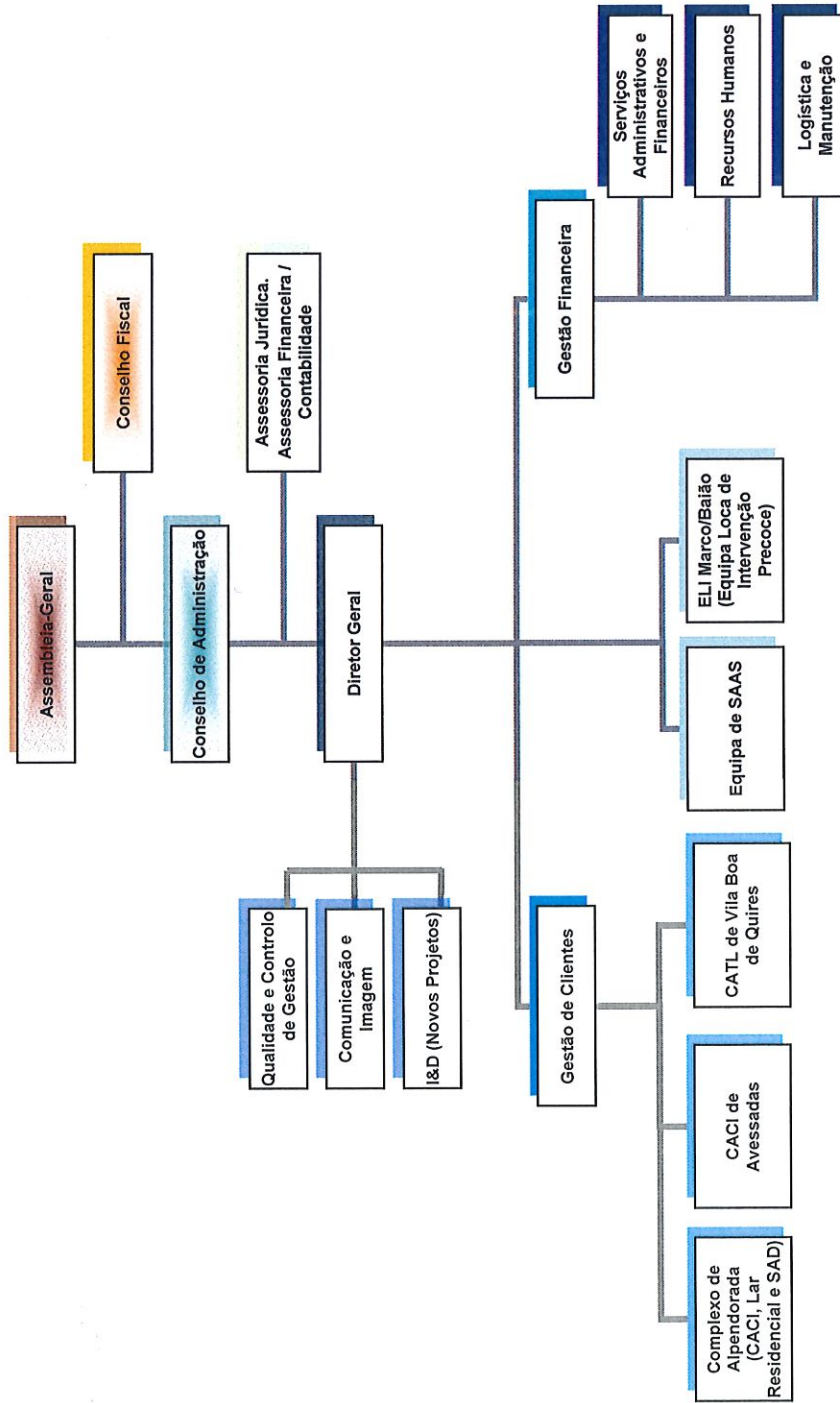 Assembleia-Geral
Conselho Fiscal
Conselho de Administração
Assessoria Jurídica.
Assessoria Financeira /
Contabilidade
Diretor Geral
Qualidade e Controlo
de Gestão
Comunicação e
Imagem
I&D (Novos Projetos)
Gestão de Clientes
Gestão Financeira
Serviços
Administrativos e
Financeiros
Recursos Humanos
Logística e
Manutenção
Complexo de
Alpendorada
(CACI, Lar
Residencial e SAD)
CACI de
Avessadas
CATL de Vila Boa
de Quires
Equipa de SAAS
ELI Marco/Baião
(Equipa Loca de
Intervenção
Precoce)